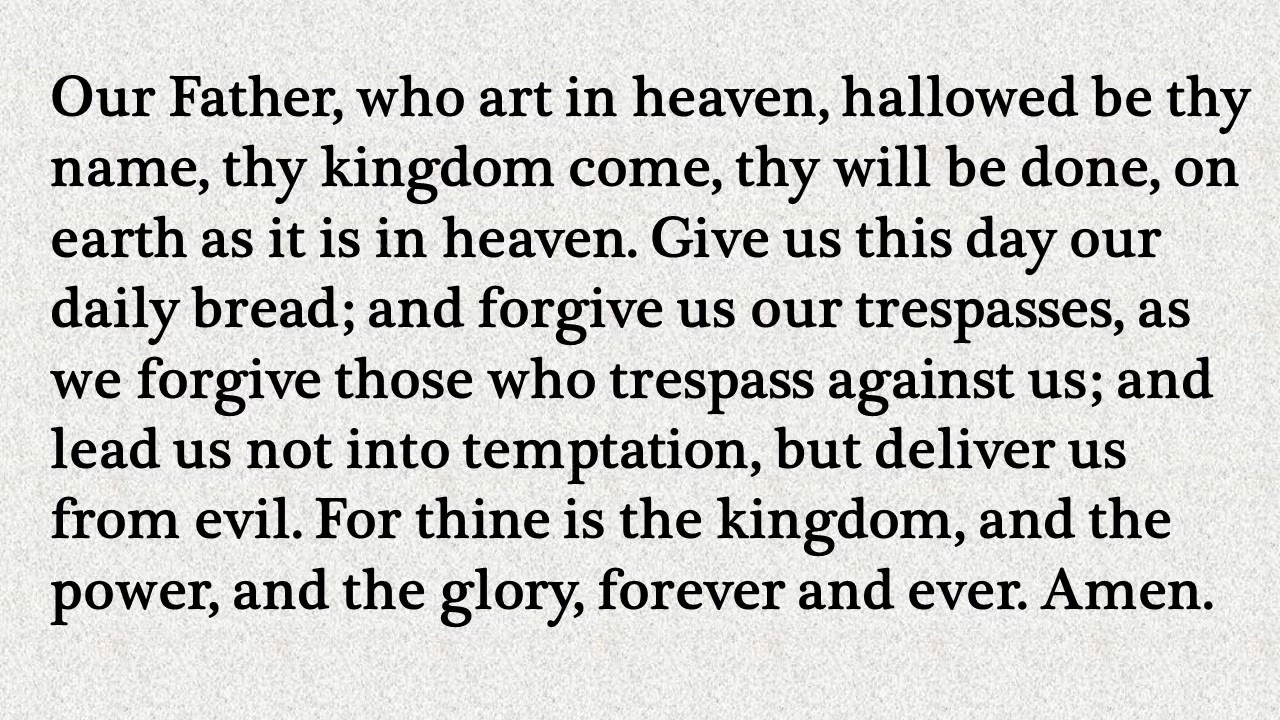 Our Father, who art in heaven, hallowed be thy
name, thy kingdom come, thy will be done, on
earth as it is in heaven. Give us this day our
daily bread; and forgive us our trespasses, as
we forgive those who trespass against us; and
lead us not into temptation, but deliver us
from evil. For thine is the kingdom, and the
power, and the glory, forever and ever. Amen.